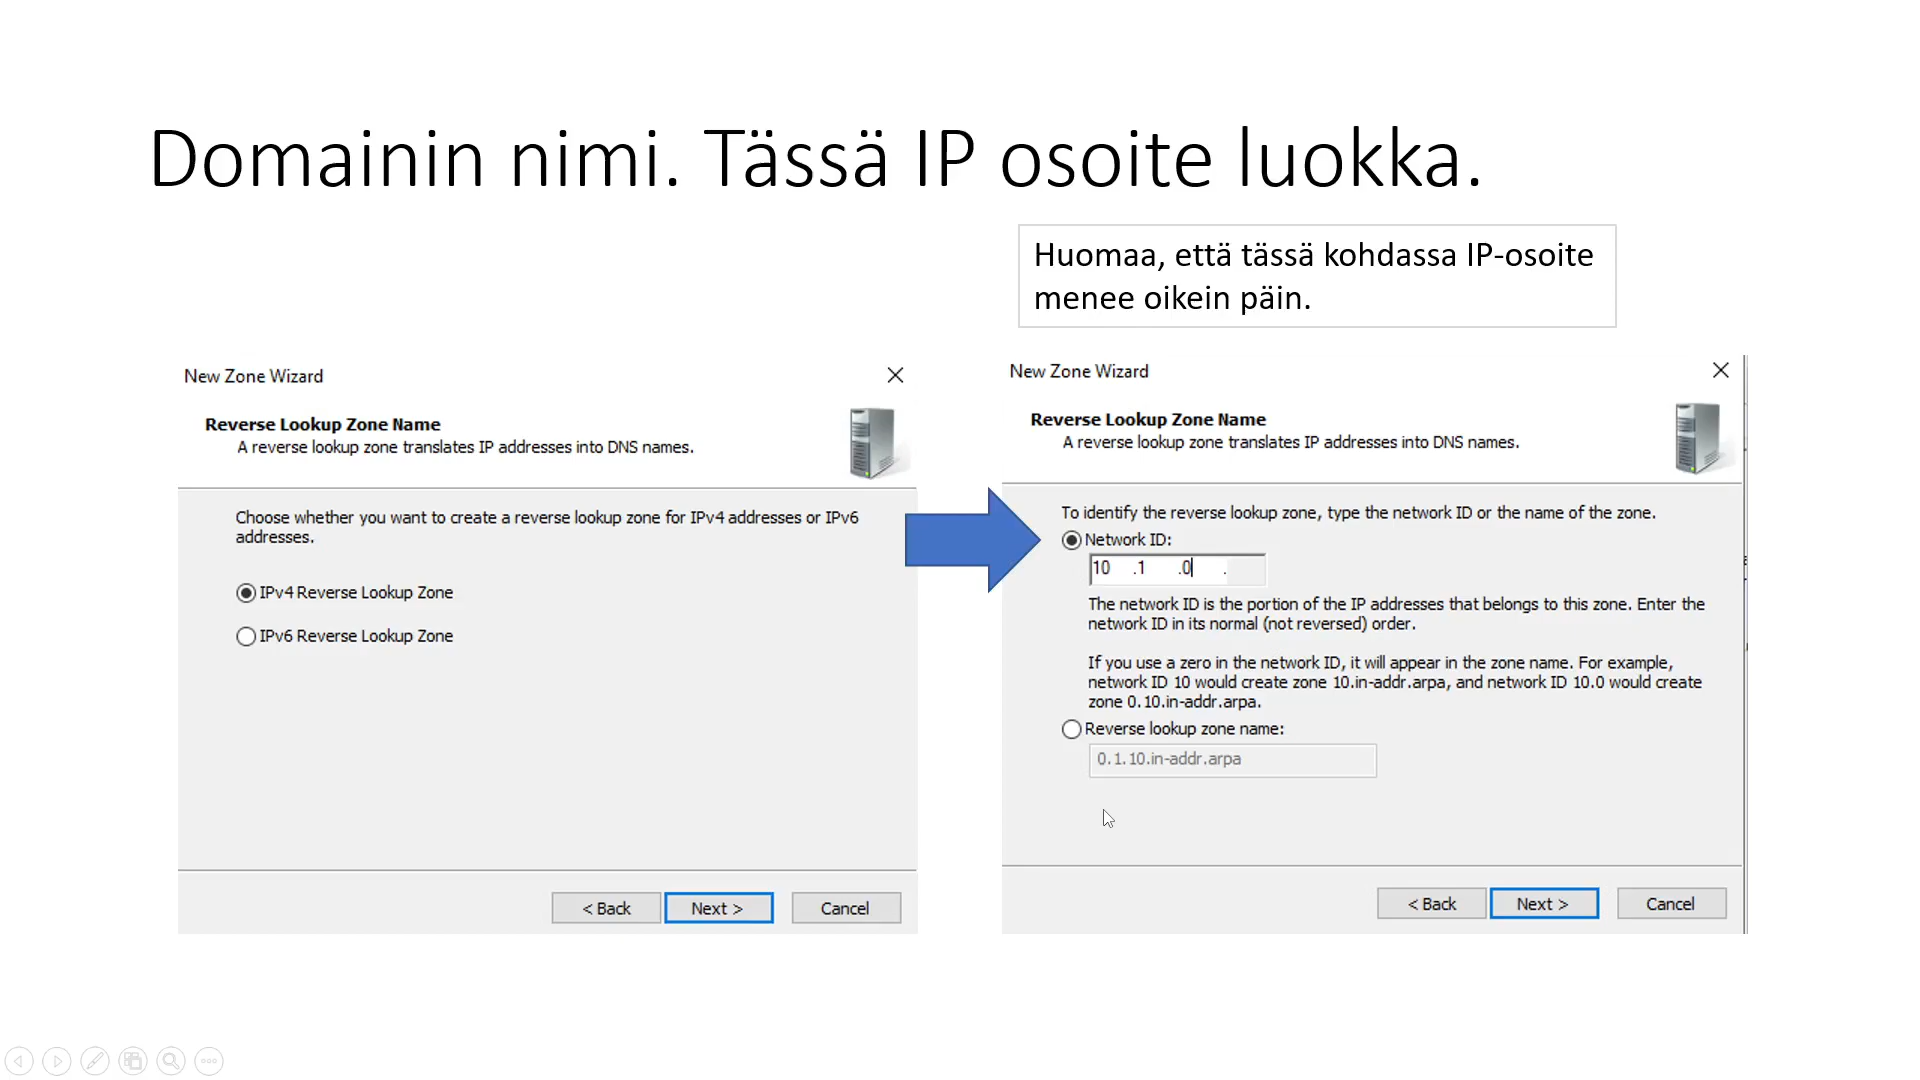 Domainin nimi. Tässä IP osoite luokka.
Huomaa, että tässä kohdassa IP-osoite
menee oikein päin.
New Zone Wizard
Reverse Lookup Zone Name
A reverse lookup zone translates IP addresses into DNS names.
Choose whether you want to create a reverse lookup zone for IPv4 addresses or IPv6
addresses.
IPv4 Reverse Lookup Zone
IPv6 Reverse Lookup Zone
< Back
Next >
Cancel
New Zone Wizard
Reverse Lookup Zone Name
A reverse lookup zone translates IP addresses into DNS names.
To identify the reverse lookup zone, type the network ID or the name of the zone.
Network ID:
10 .1 .0 .
The network ID is the portion of the IP addresses that belongs to this zone. Enter the
network ID in its normal (not reversed) order.
If you use a zero in the network ID, it will appear in the zone name. For example,
network ID 10 would create zone 10.in-addr.arpa, and network ID 10.0 would create
zone 0.10.in-addr.arpa.
Reverse lookup zone name:
0.1.10.in-addr.arpa
< Back
Next >
Cancel